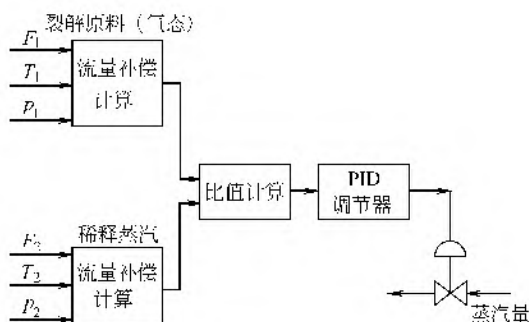 裂解原料（气态）
F₁
T₁
p₁
流量补偿
计算
稀释蒸汽
F₂
T₂
p₂
流量补偿
计算
比值计算
PID
调节器
蒸汽量